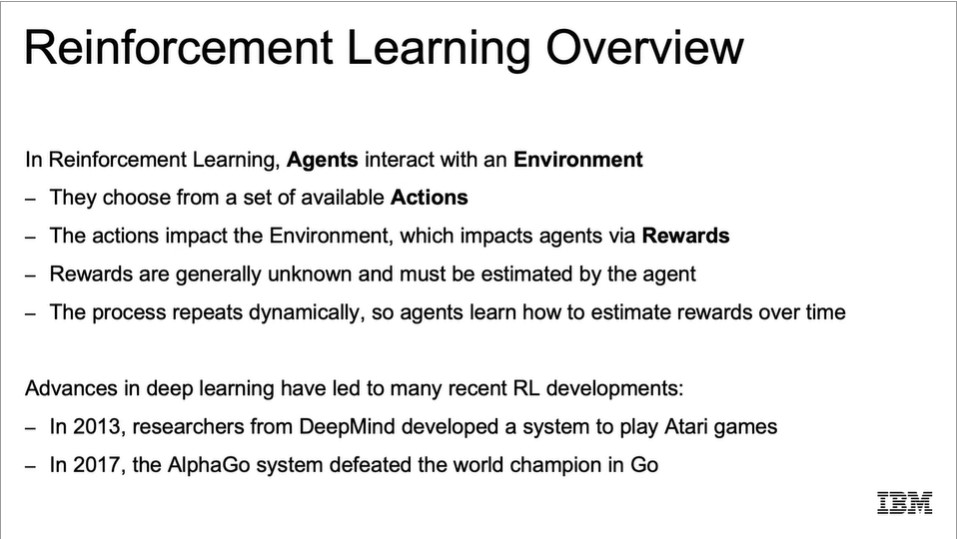 Reinforcement Learning Overview
In Reinforcement Learning, Agents interact with an Environment
– They choose from a set of available Actions
– The actions impact the Environment, which impacts agents via Rewards
– Rewards are generally unknown and must be estimated by the agent
– The process repeats dynamically, so agents learn how to estimate rewards over time
Advances in deep learning have led to many recent RL developments:
– In 2013, researchers from DeepMind developed a system to play Atari games
– In 2017, the AlphaGo system defeated the world champion in Go
IBM